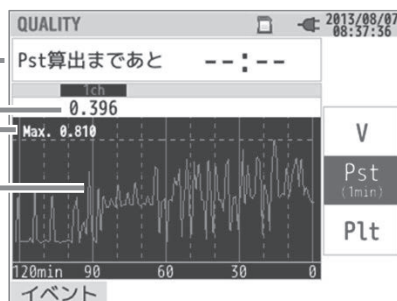 QUALITY
2013/08/07
08:37:36
Pst算出まであと --:--
1ch
0.396
Max. 0.810
V
Pst
(1min)
Plt
120min 90 60 30 0
イベント